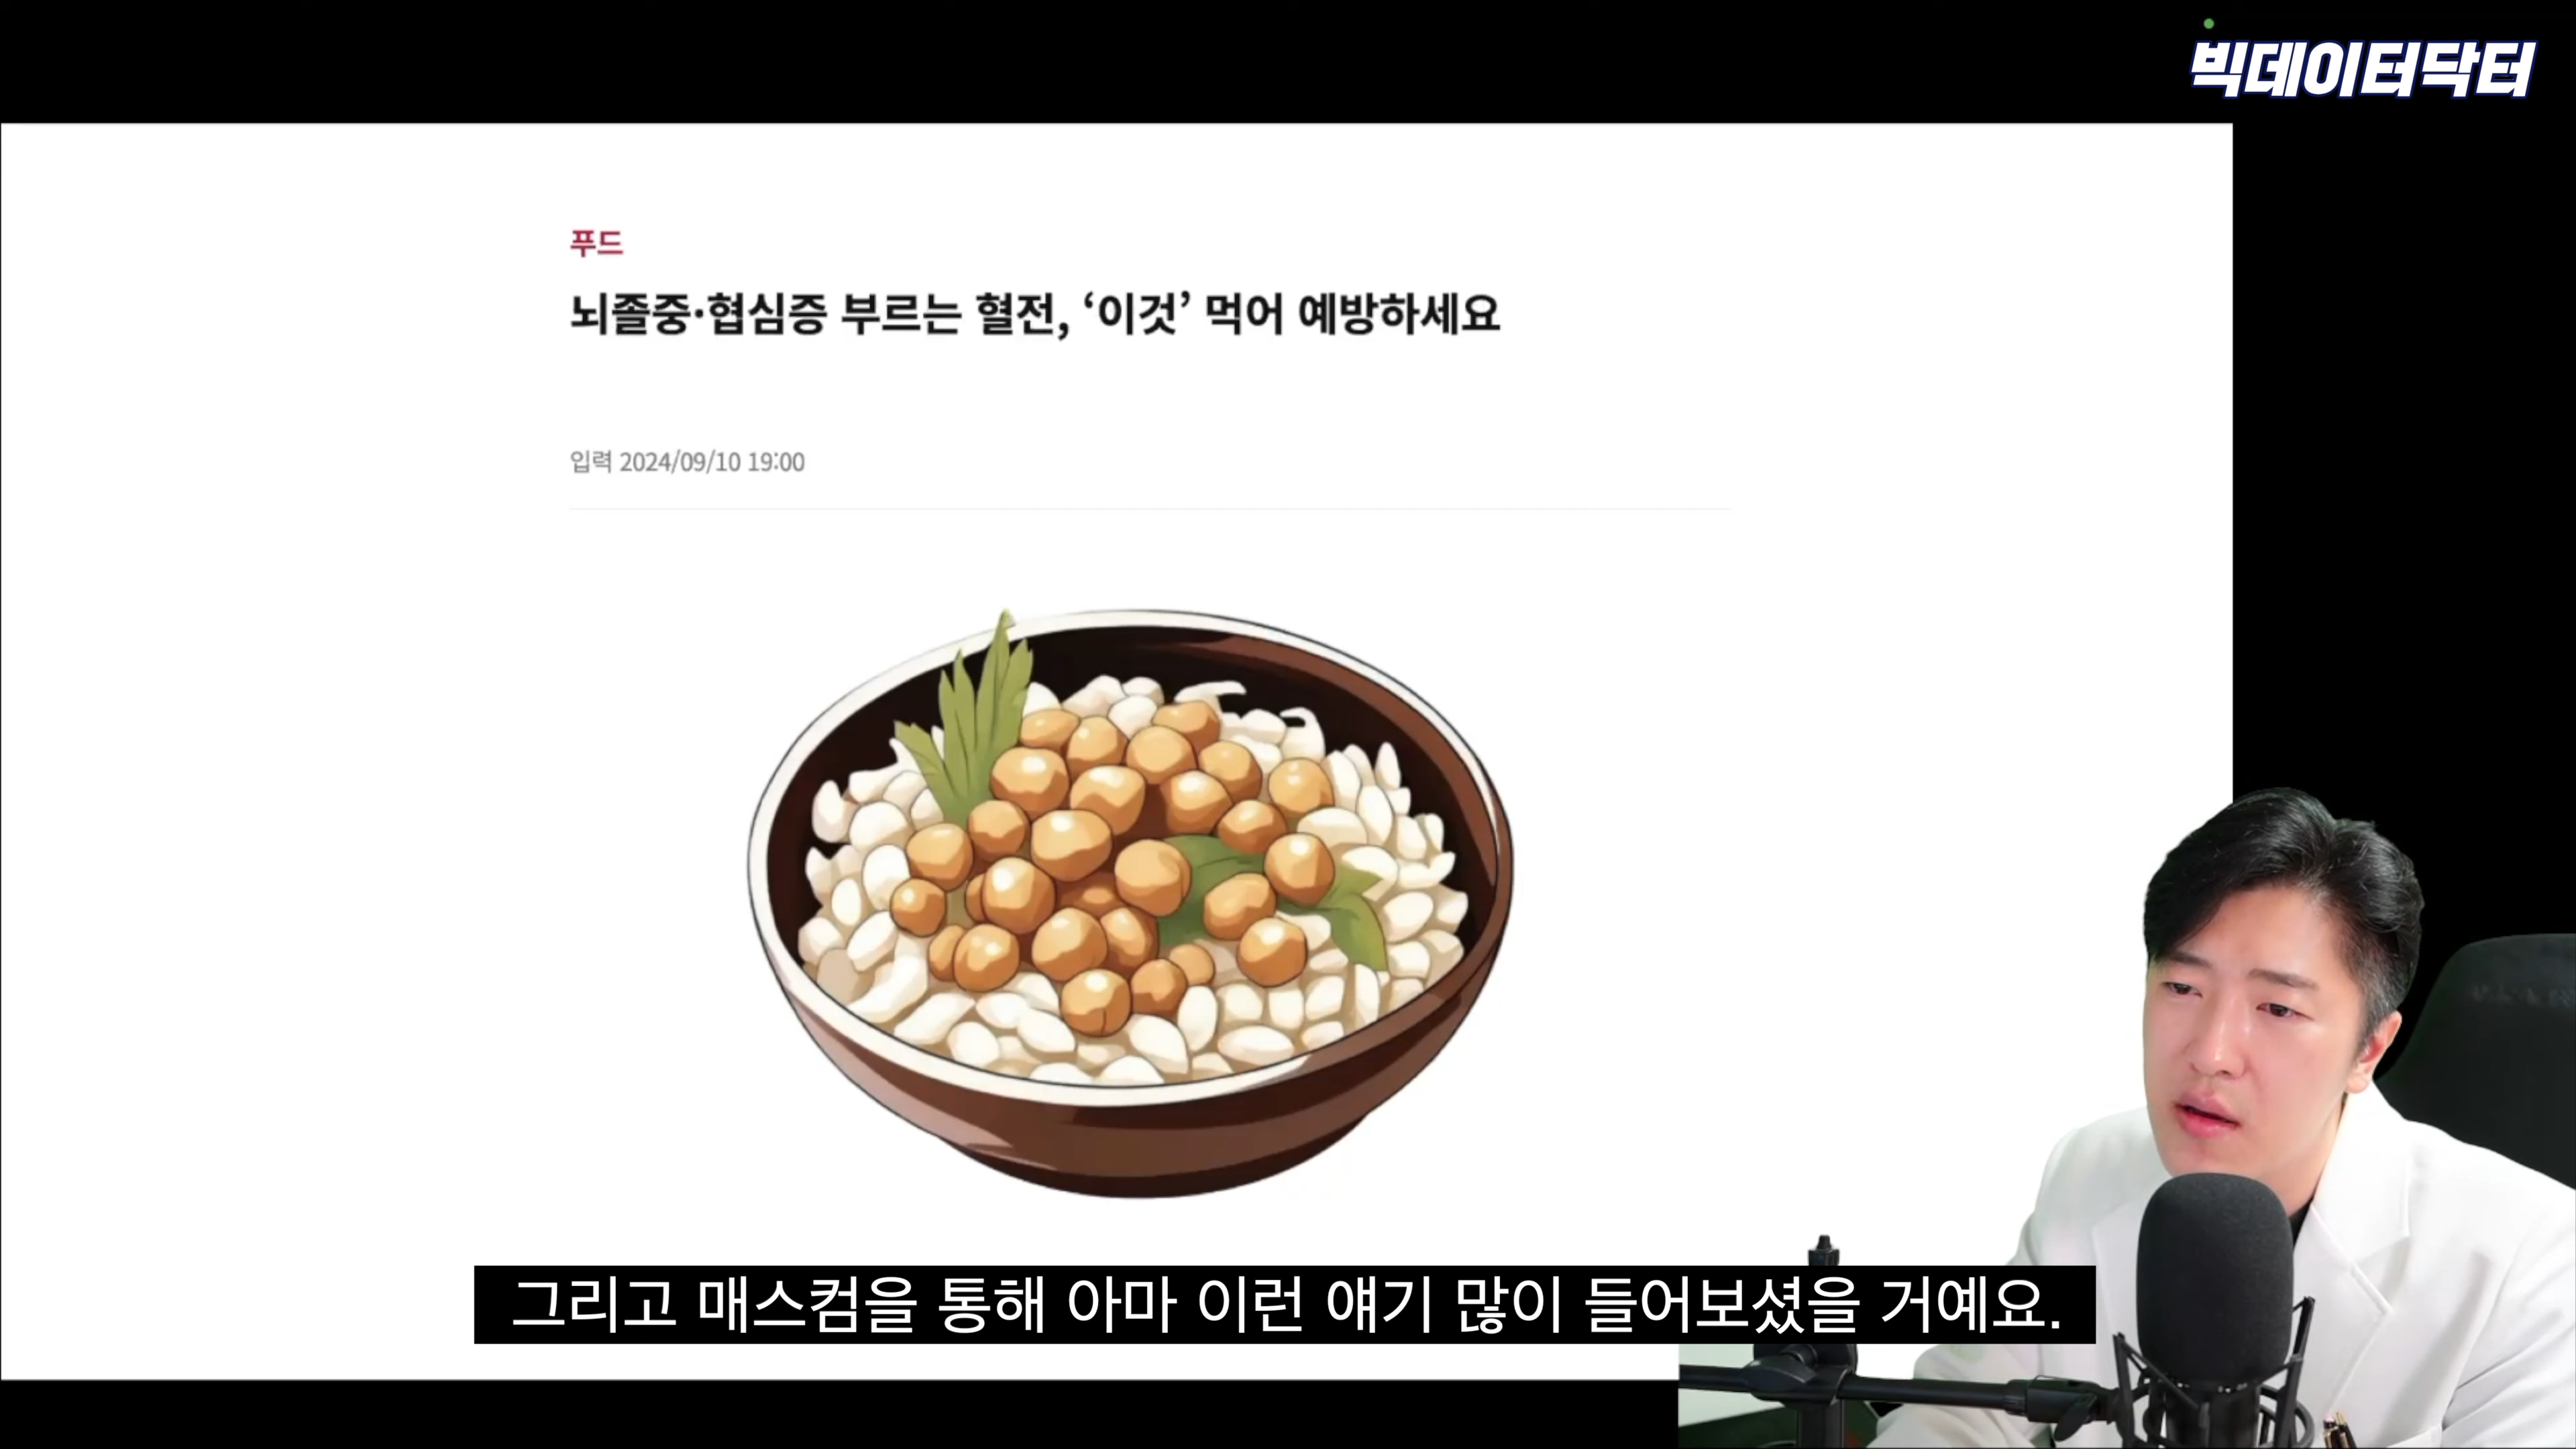 빅데이터닥터
푸드
뇌졸중·협심증 부르는 혈전, ‘이것’ 먹어 예방하세요
입력 2024/09/10 19:00
그리고 매스컴을 통해 아마 이런 얘기 많이 들어보셨을 거예요.